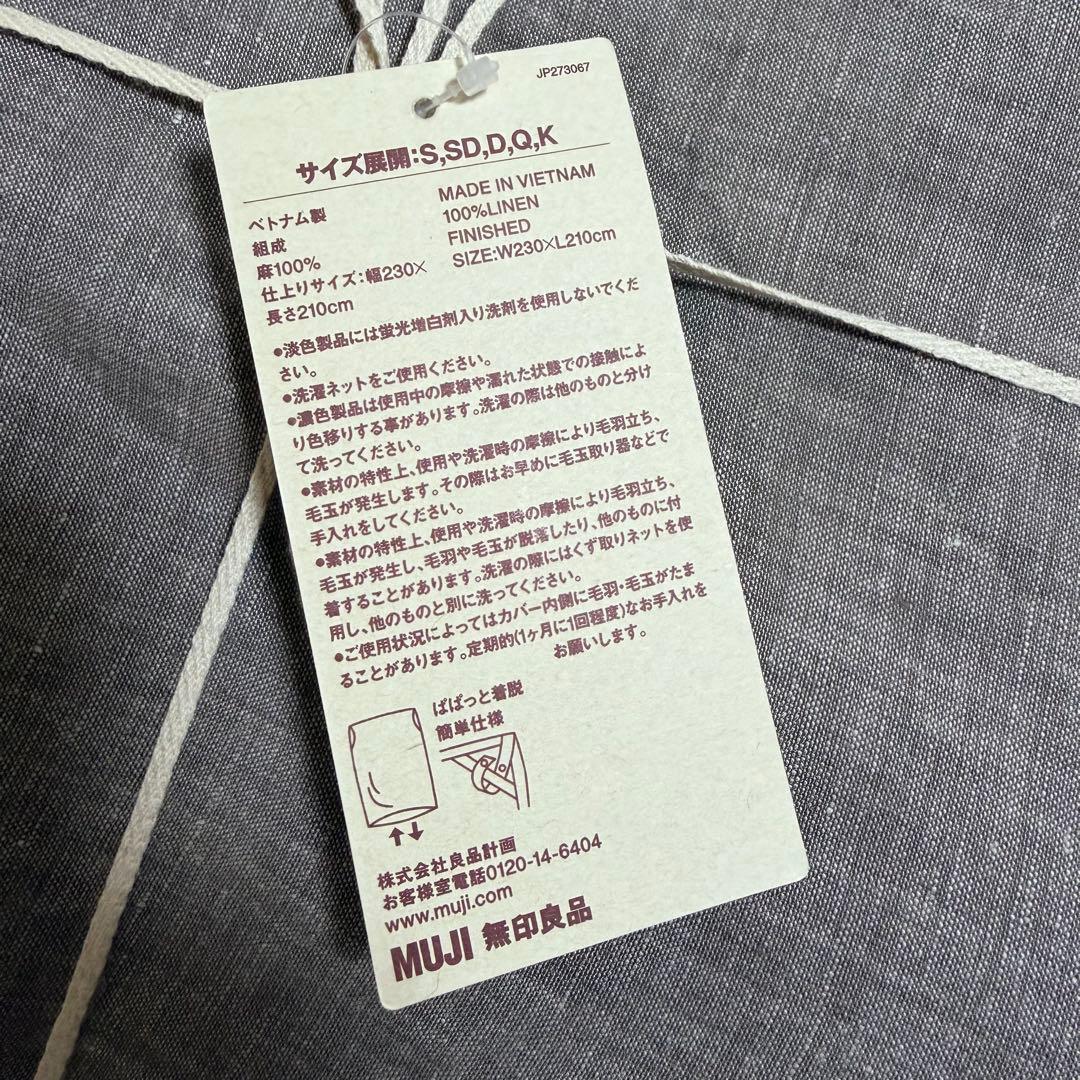 JP273067
サイズ展開:S,SD,D,Q,K
ベトナム製
組成
麻100%
仕上りサイズ:幅230×
長さ210cm
MADE IN VIETNAM
100%LINEN
FINISHED
SIZE:W230×L210cm
●淡色製品には蛍光増白剤入り洗剤を使用しないでくだ
さい。
●洗濯ネットをご使用ください。
●濃色製品は使用中の摩擦や濡れた状態での接触によ
り色移りする事があります。洗濯の際は他のものと分け
て洗ってください。
●素材の特性上、使用や洗濯時の摩擦により毛羽立ち、
毛玉が発生します。その際はお早めに毛玉取り器などで
手入れをしてください。
●素材の特性上、使用や洗濯時の摩擦により毛羽立ち、
毛玉が発生し、毛羽や毛玉が脱落したり、他のものに付
着することがあります。洗濯の際にはくず取りネットを使
用し、他のものと別に洗ってください。
●ご使用状況によってはカバー内側に毛羽・毛玉がたま
ることがあります。定期的(1ヶ月に1回程度)なお手入れを
お願いします。
ぱぱっと着脱
簡単仕様
株式会社良品計画
お客様室電話0120-14-6404
www.muji.com
MUJI 無印良品